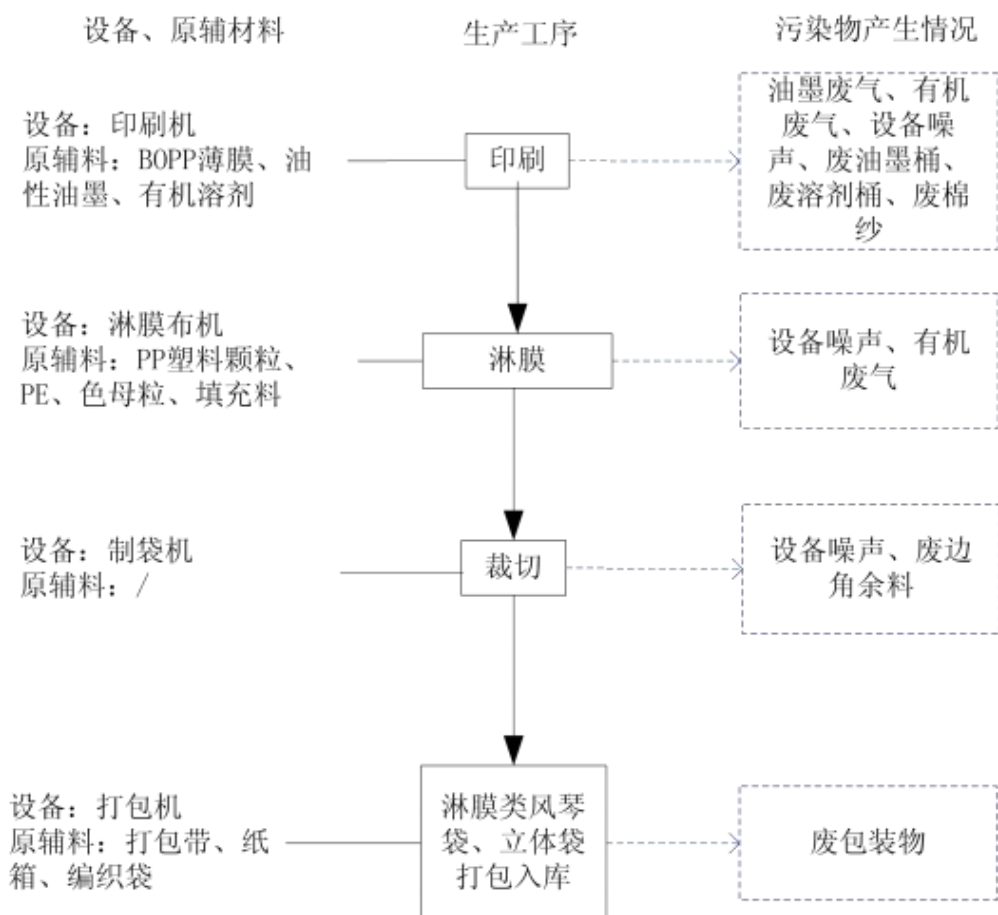 设备、原辅材料
生产工序
污染物产生情况
设备：印刷机
原辅料：BOPP薄膜、油
性油墨、有机溶剂
印刷
油墨废气、有机
废气、设备噪
声、废油墨桶、
废溶剂桶、废棉
纱
设备：淋膜布机
原辅料：PP塑料颗粒、
PE、色母粒、填充料
淋膜
设备噪声、有机
废气
设备：制袋机
原辅料：/
裁切
设备噪声、废边
角余料
设备：打包机
原辅料：打包带、纸
箱、编织袋
淋膜类风琴
袋、立体袋
打包入库
废包装物